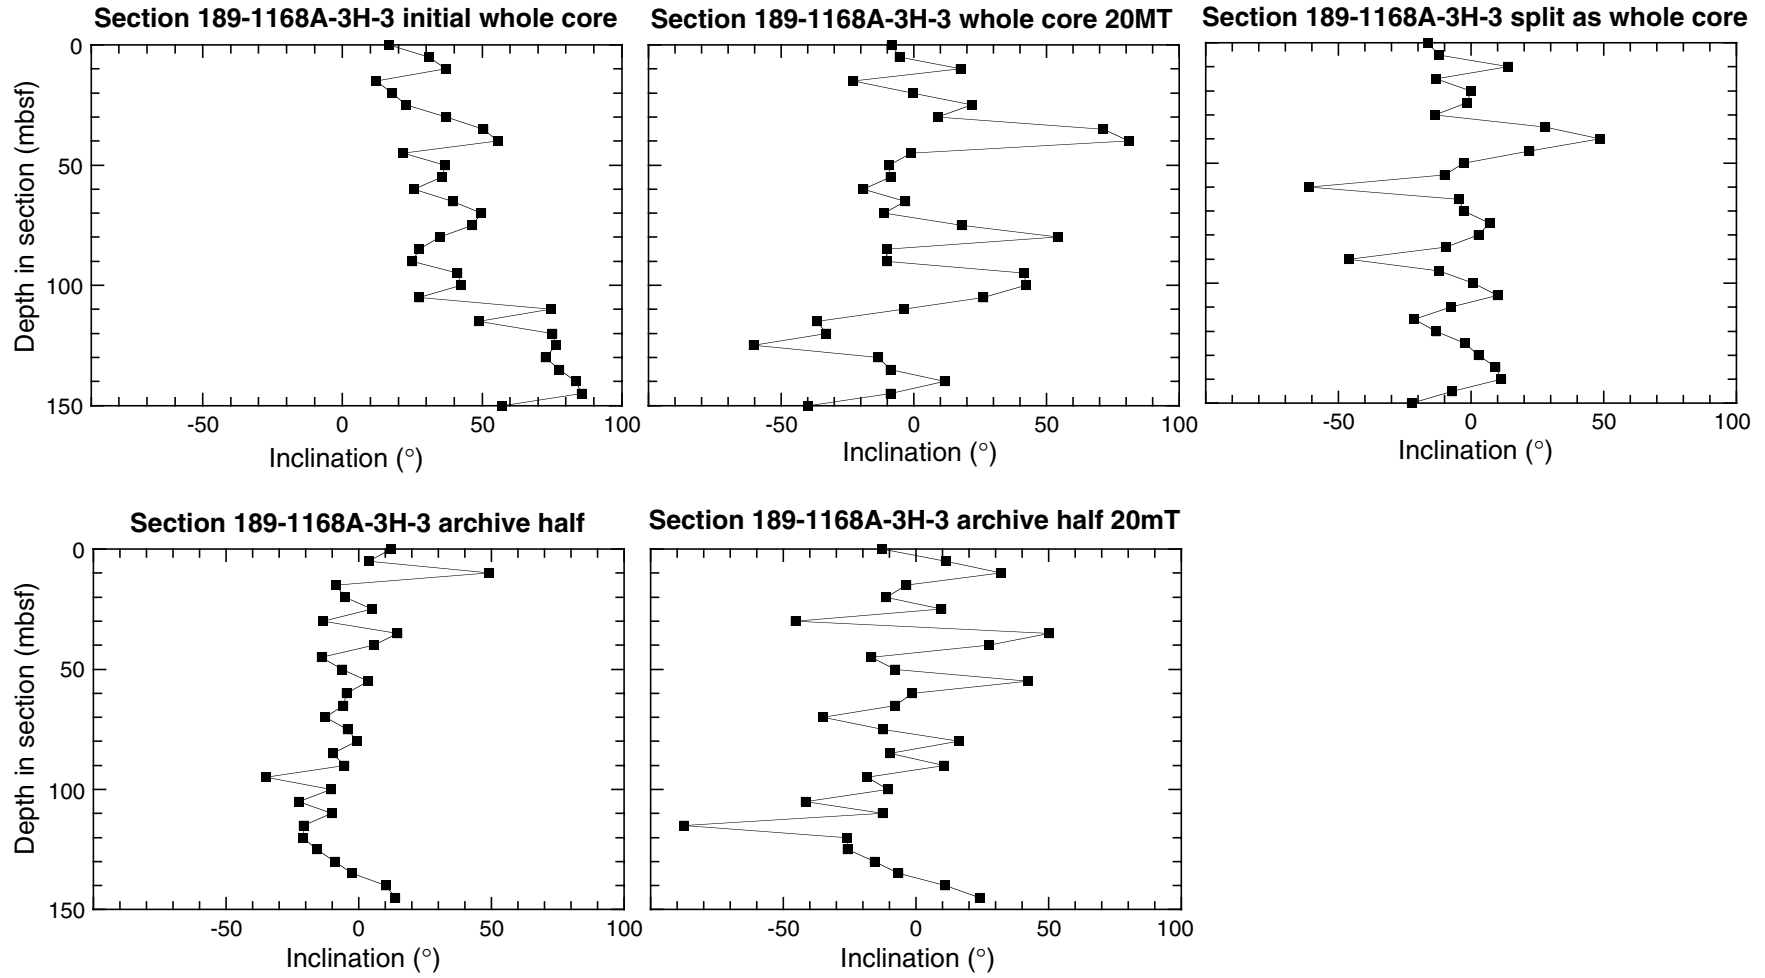 Section 189-1168A-3H-3 initial whole core
Section 189-1168A-3H-3 whole core 20MT
Section 189-1168A-3H-3 split as whole core
Depth in section (mbsf)
0
50
100
150
-50 0 50 100
Inclination (°)
-50 0 50 100
Inclination (°)
-50 0 50 100
Inclination (°)
Section 189-1168A-3H-3 archive half
Section 189-1168A-3H-3 archive half 20mT
Depth in section (mbsf)
0
50
100
150
-50 0 50 100
Inclination (°)
-50 0 50 100
Inclination (°)